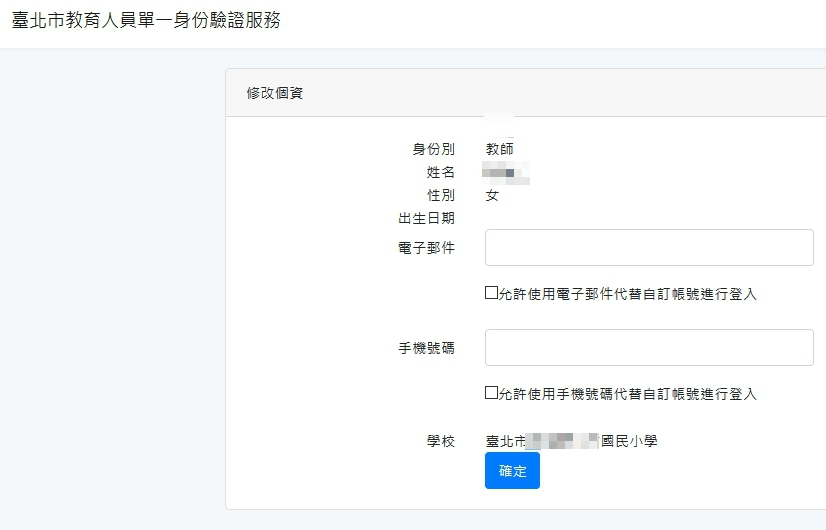 臺北市教育人員單一身份驗證服務
修改個資
身份別 教師
姓名
性別 女
出生日期
電子郵件
允許使用電子郵件代替自訂帳號進行登入
手機號碼
允許使用手機號碼代替自訂帳號進行登入
學校 臺北市 國民小學
確定